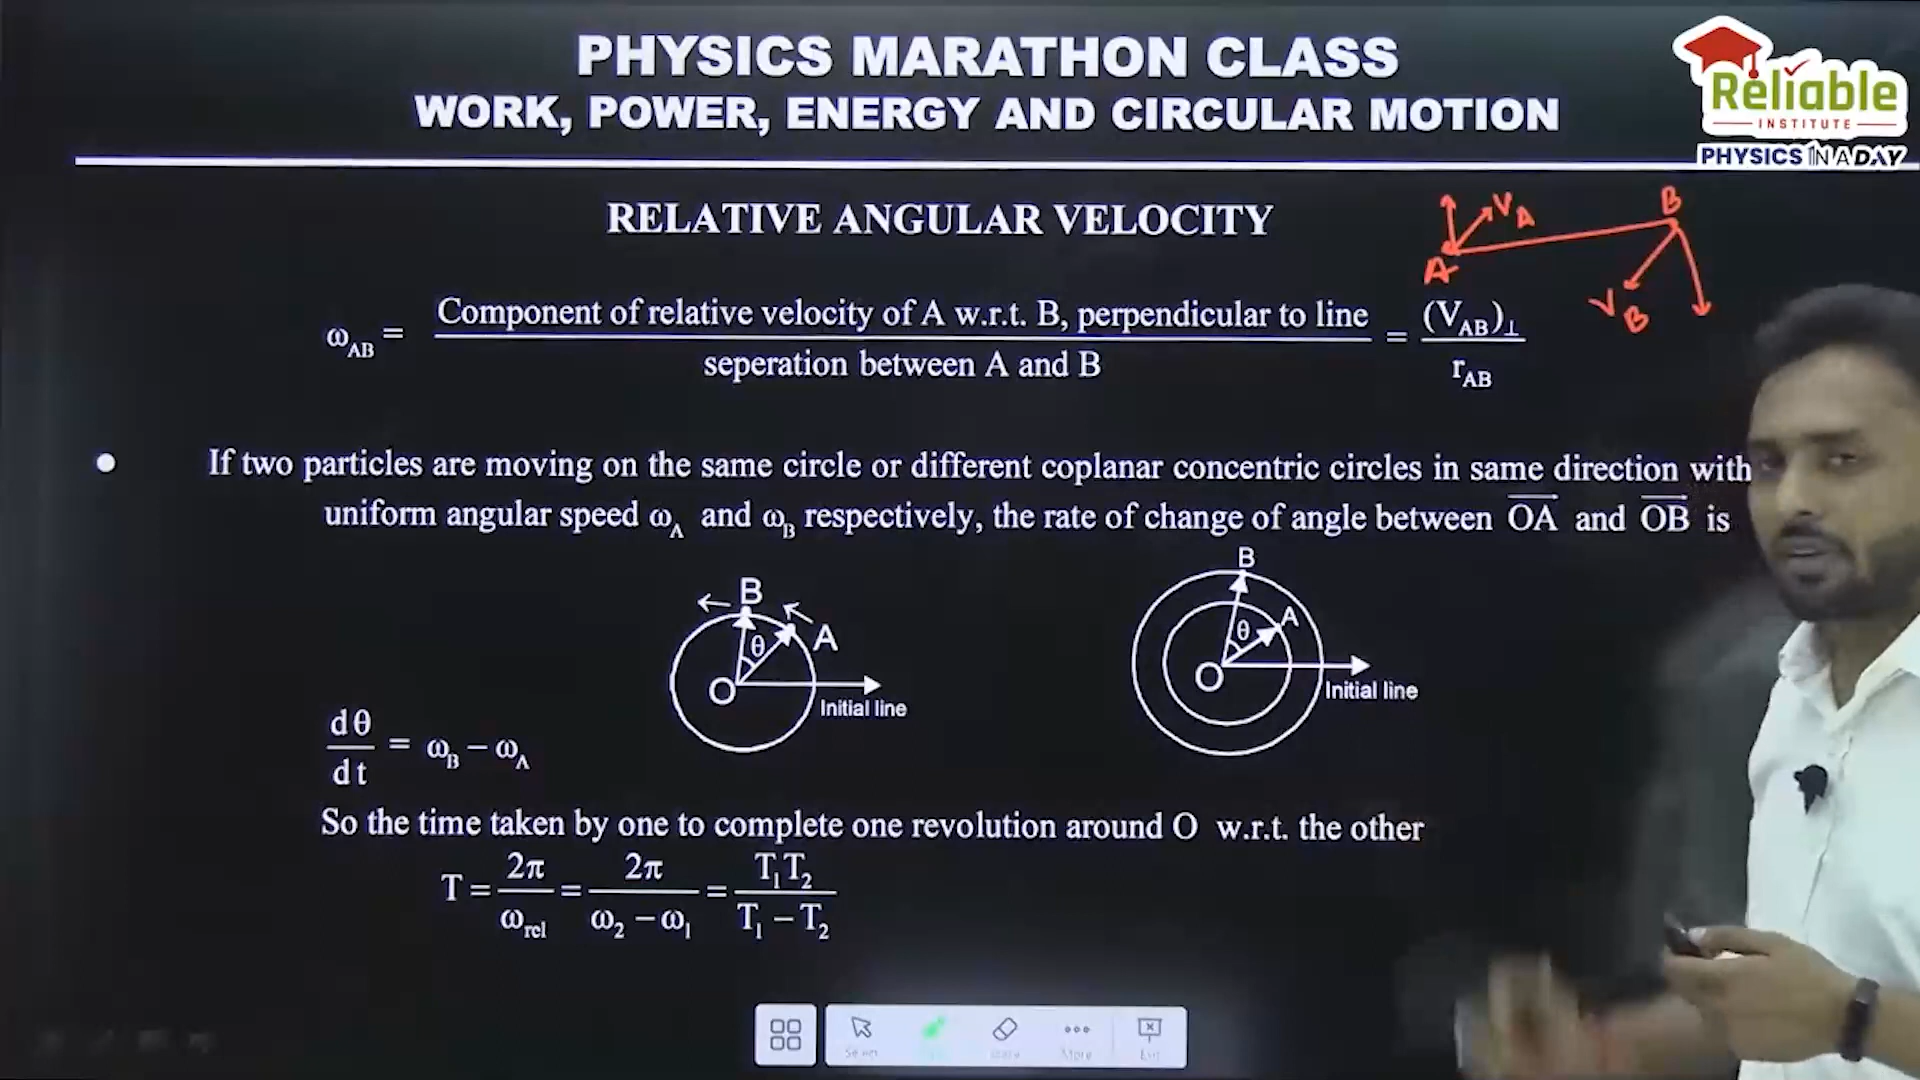 PHYSICS MARATHON CLASS
WORK, POWER, ENERGY AND CIRCULAR MOTION
Reliable
INSTITUTE
PHYSICS IN A DAY
RELATIVE ANGULAR VELOCITY
V_A
B
A
V_B
ω_AB = Component of relative velocity of A w.r.t. B, perpendicular to line / seperation between A and B = (V_AB)⊥ / r_AB
● If two particles are moving on the same circle or different coplanar concentric circles in same direction with
uniform angular speed ω_A and ω_B respectively, the rate of change of angle between OA and OB is
B
θ
A
O
Initial line
B
θ
A
O
Initial line
dθ/dt = ω_B − ω_A
So the time taken by one to complete one revolution around O w.r.t. the other
T = 2π/ω_rel = 2π/(ω_2 − ω_1) = T_1T_2/(T_1 − T_2)
Select
More
Exit